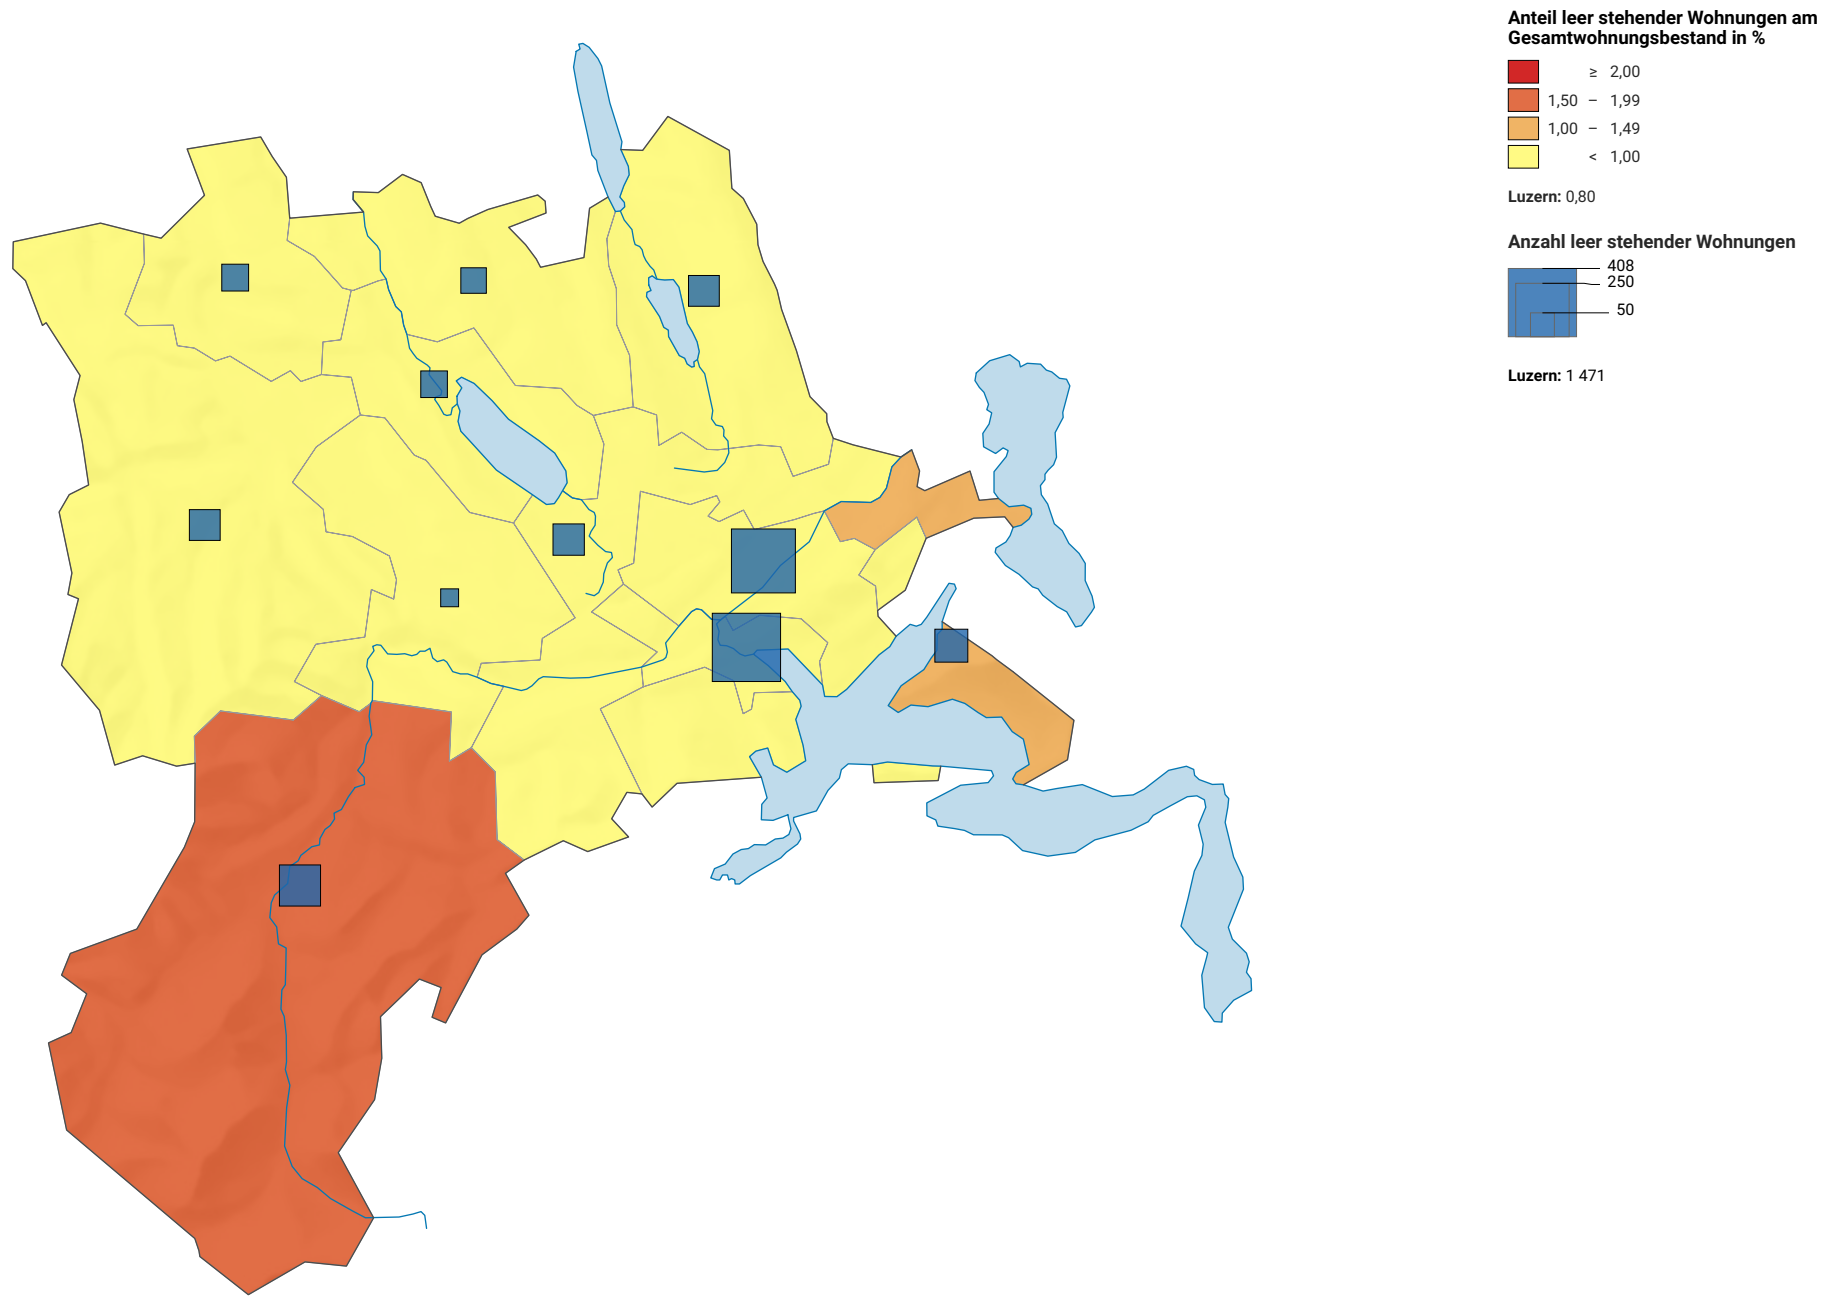 Anteil leer stehender Wohnungen am
Gesamtwohnungsbestand in %
≥ 2,00
1,50 – 1,99
1,00 – 1,49
< 1,00
Luzern: 0,80
Anzahl leer stehender Wohnungen
408
250
50
Luzern: 1 471